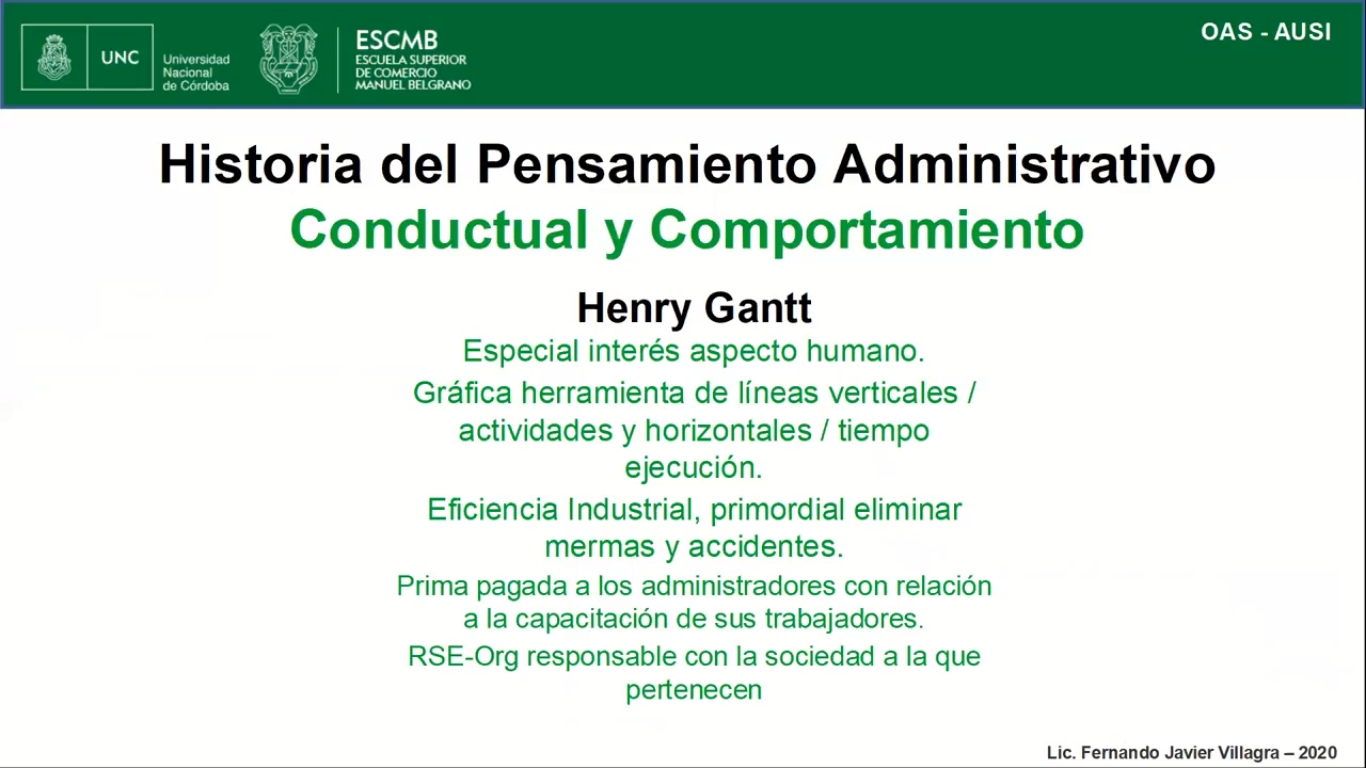 UNC
Universidad
Nacional
de Córdoba
ESCMB
ESCUELA SUPERIOR
DE COMERCIO
MANUEL BELGRANO
OAS - AUSI
Historia del Pensamiento Administrativo
Conductual y Comportamiento
Henry Gantt
Especial interés aspecto humano.
Gráfica herramienta de líneas verticales /
actividades y horizontales / tiempo
ejecución.
Eficiencia Industrial, primordial eliminar
mermas y accidentes.
Prima pagada a los administradores con relación
a la capacitación de sus trabajadores.
RSE-Org responsable con la sociedad a la que
pertenecen
Lic. Fernando Javier Villagra – 2020